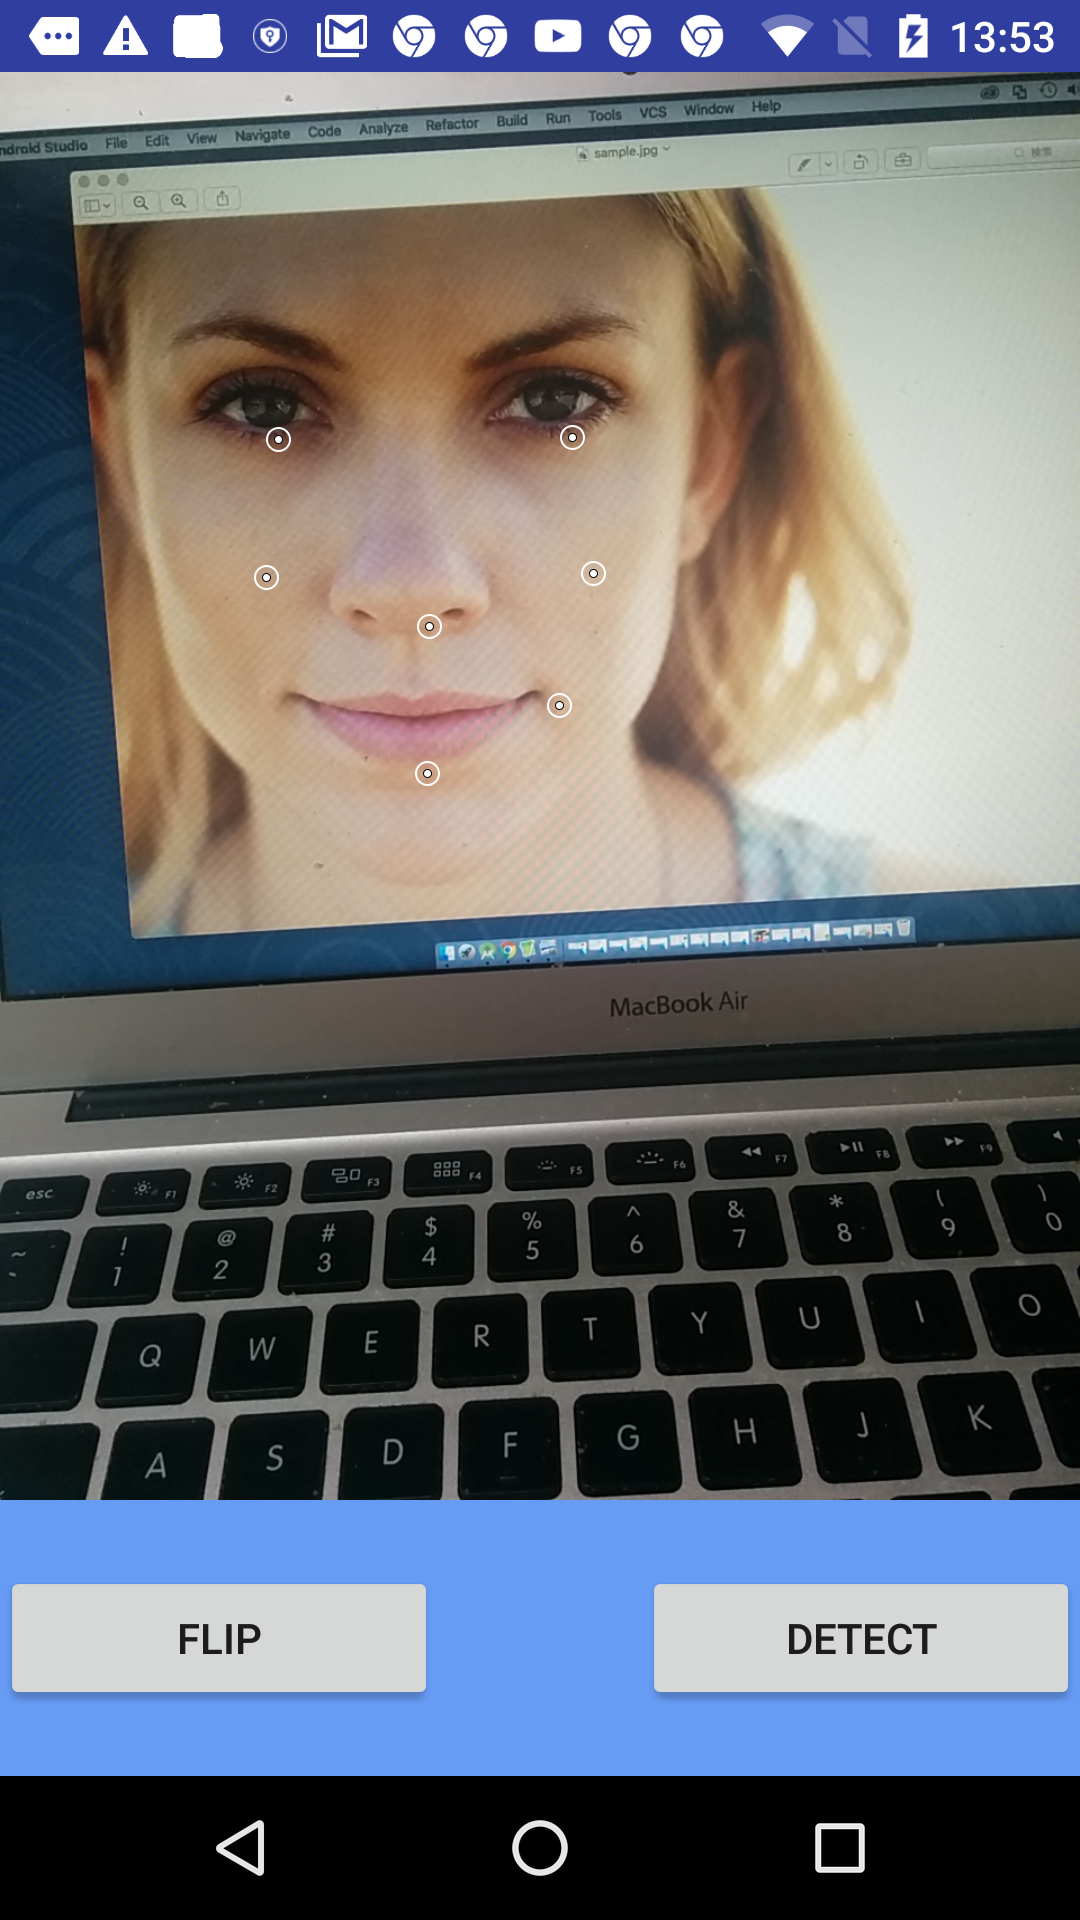 13:53
ndroid Studio File Edit View Navigate Code Analyze Refactor Build Run Tools VCS Window Help
sample.jpg
検索
MacBook Air
esc F1 F2 F3 F4 F5 F6 F7 F8 F9
~ ! @ # $ % ^ & * ( )
- 1 2 3 4 5 6 7 8 9 0
Q W E R T Y U I O
A S D F G H J K
FLIP DETECT